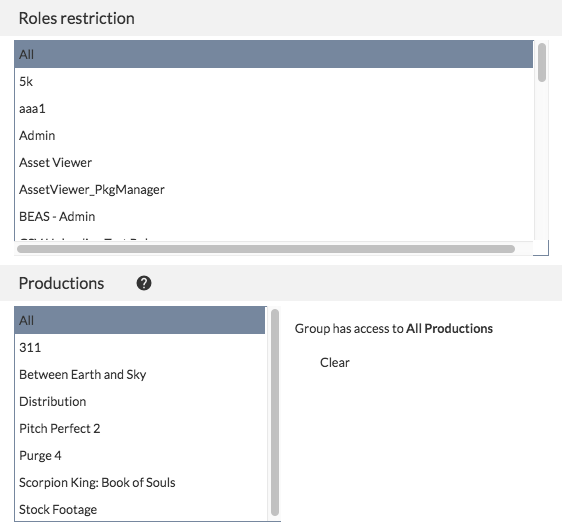 Roles restriction
All
5k
aaa1
Admin
Asset Viewer
AssetViewer_PkgManager
BEAS - Admin
Productions ?
All
311
Between Earth and Sky
Distribution
Pitch Perfect 2
Purge 4
Scorpion King: Book of Souls
Stock Footage
Group has access to All Productions
Clear